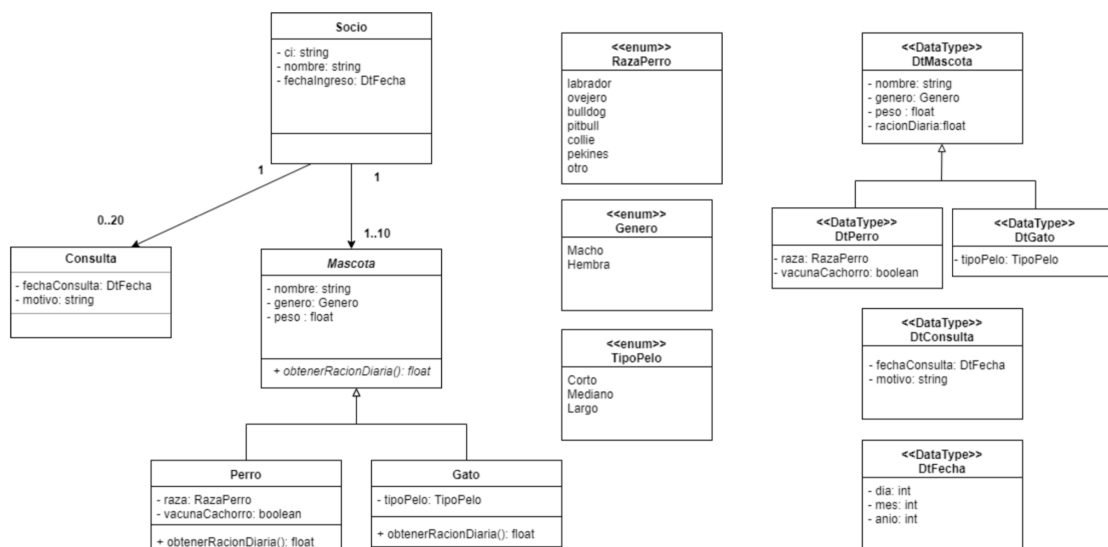 Socio
- ci: string
- nombre: string
- fechaIngreso: DtFecha
1
1
0..20
1..10
Consulta
- fechaConsulta: DtFecha
- motivo: string
Mascota
- nombre: string
- genero: Genero
- peso : float
+ obtenerRacionDiaria(): float
Perro
- raza: RazaPerro
- vacunaCachorro: boolean
+ obtenerRacionDiaria(): float
Gato
- tipoPelo: TipoPelo
+ obtenerRacionDiaria(): float
<<enum>>
RazaPerro
labrador
ovejero
bulldog
pitbull
collie
pekines
otro
<<enum>>
Genero
Macho
Hembra
<<enum>>
TipoPelo
Corto
Mediano
Largo
<<DataType>>
DtMascota
- nombre: string
- genero: Genero
- peso : float
- racionDiaria:float
<<DataType>>
DtPerro
- raza: RazaPerro
- vacunaCachorro: boolean
<<DataType>>
DtGato
- tipoPelo: TipoPelo
<<DataType>>
DtConsulta
- fechaConsulta: DtFecha
- motivo: string
<<DataType>>
DtFecha
- dia: int
- mes: int
- anio: int